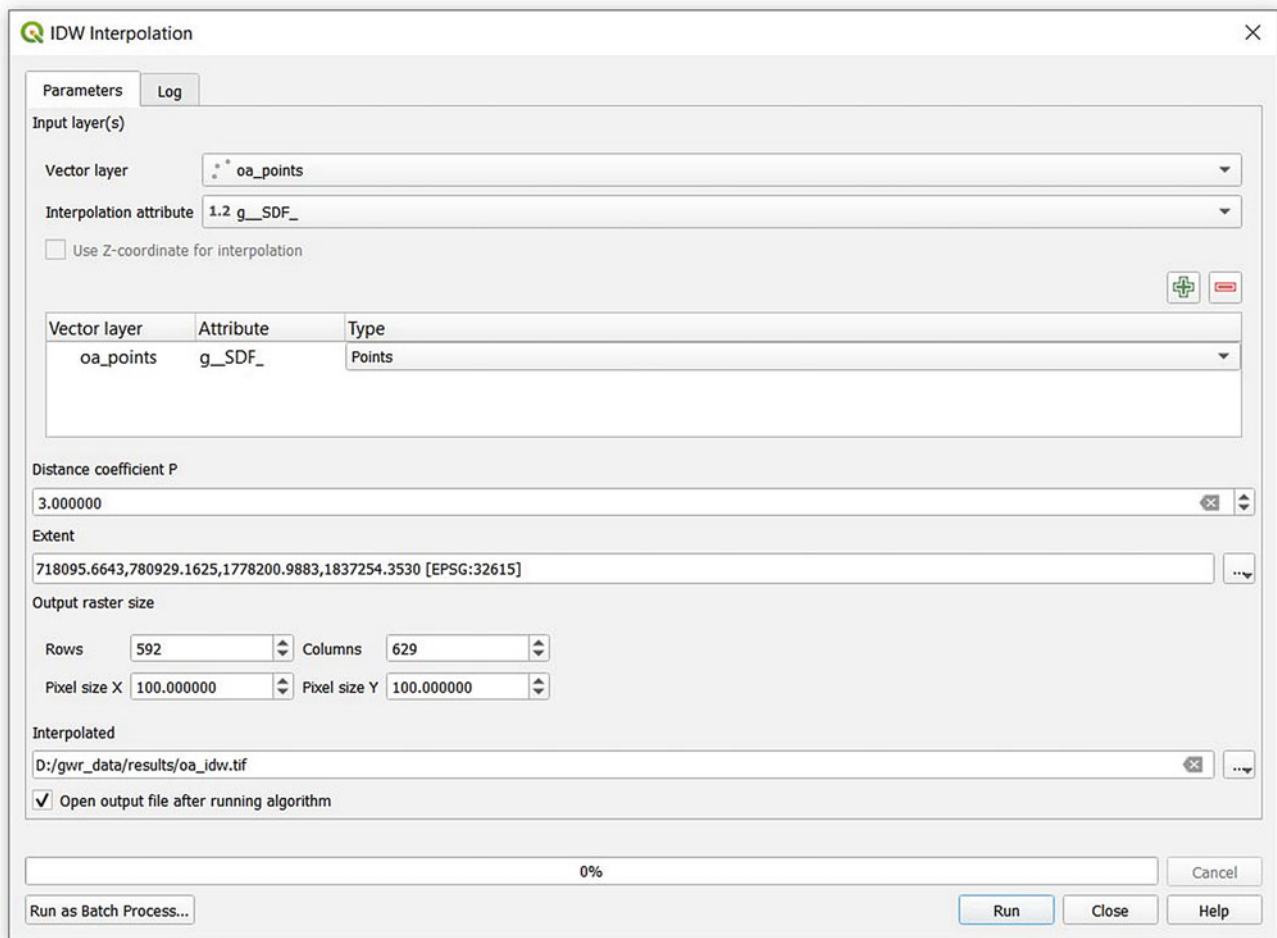 IDW Interpolation
Parameters Log
Input layer(s)
Vector layer oa_points
Interpolation attribute 1.2 g__SDF_
Use Z-coordinate for interpolation
Vector layer Attribute Type
oa_points g__SDF_ Points
Distance coefficient P
3.000000
Extent
718095.6643,780929.1625,1778200.9883,1837254.3530 [EPSG:32615]
...
Output raster size
Rows 592 Columns 629
Pixel size X 100.000000 Pixel size Y 100.000000
Interpolated
D:/gwr_data/results/oa_idw.tif
...
Open output file after running algorithm
0% Cancel
Run as Batch Process... Run Close Help